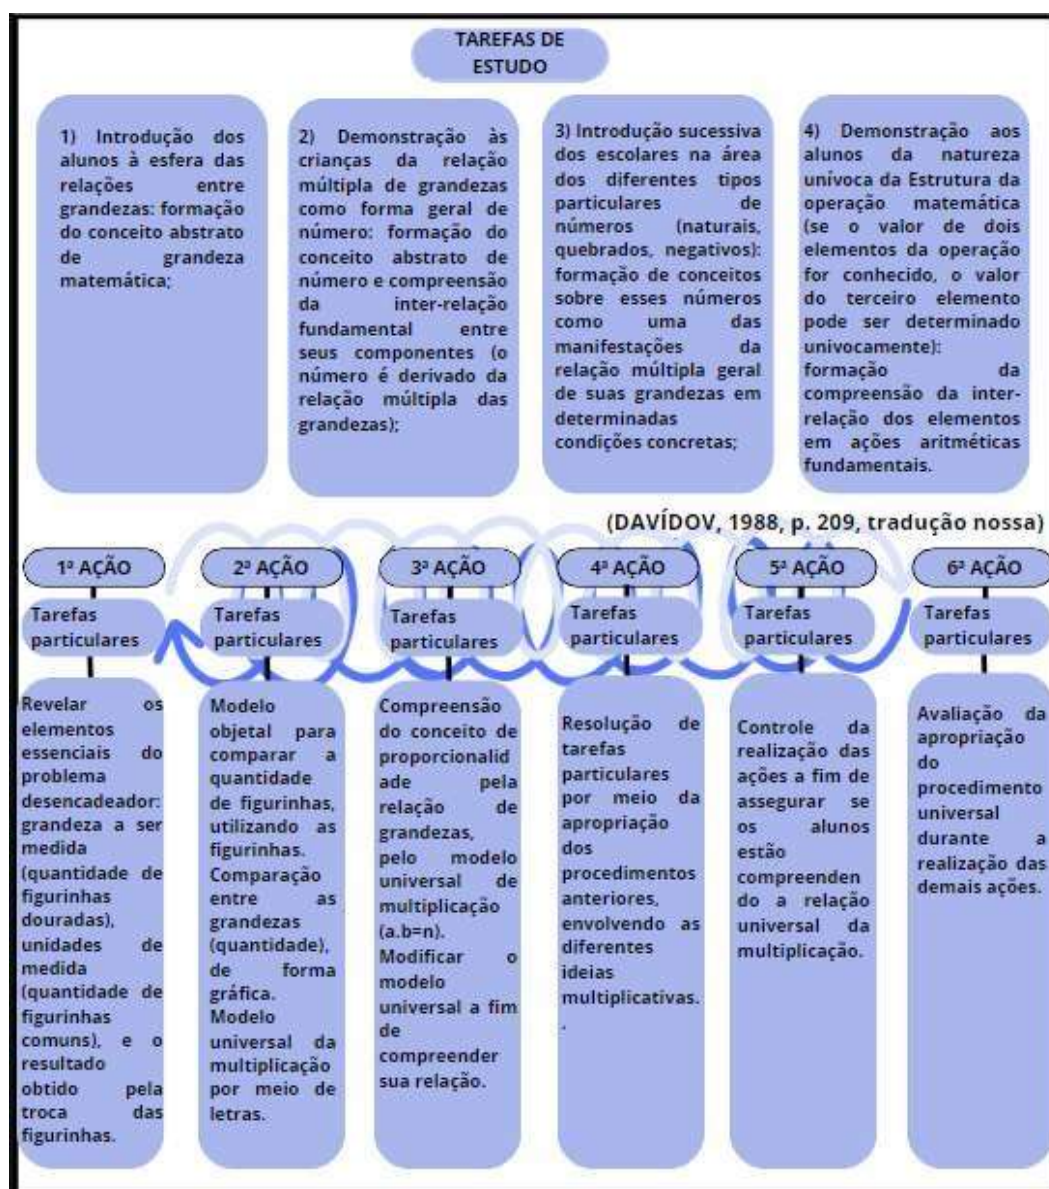 TAREFAS DE
ESTUDO
1) Introdução dos
alunos à esfera das
relações entre
grandezas: formação
do conceito abstrato
de grandeza
matemática;
2) Demonstração às
crianças da relação
múltipla de grandezas
como forma geral de
número: formação do
conceito abstrato de
número e compreensão
da inter-relação
fundamental entre
seus componentes (o
número é derivado da
relação múltipla das
grandezas);
3) Introdução sucessiva
dos escolares na área
dos diferentes tipos
particulares de
números (naturais,
quebrados, negativos):
formação de conceitos
sobre esses números
como uma das
manifestações da
relação múltipla geral
de suas grandezas em
determinadas
condições concretas;
4) Demonstração aos
alunos da natureza
unívoca da Estrutura da
operação matemática
(se o valor de dois
elementos da operação
for conhecido, o valor
do terceiro elemento
pode ser determinado
univocamente):
formação da
compreensão da inter-
relação dos elementos
em ações aritméticas
fundamentais.
(DAVÍDOV, 1988, p. 209, tradução nossa)
1ª AÇÃO
Tarefas
particulares
Revelar os
elementos
essenciais do
problema
desencadeador:
grandeza a ser
medida
(quantidade de
figurinhas
douradas),
unidades de
medida
(quantidade de
figurinhas
comuns), e o
resultado
obtido pela
troca das
figurinhas.
2ª AÇÃO
Tarefas
particulares
Modelo
objetal para
comparar a
quantidade
de figurinhas,
utilizando as
figurinhas.
Comparação
entre as
grandezas
(quantidade),
de forma
gráfica.
Modelo
universal da
multiplicação
por meio de
letras.
3ª AÇÃO
Tarefas
particulares
Compreensão
do conceito de
proporcionalid
ade pela
relação de
grandezas,
pelo modelo
universal de
multiplicação
(a.b=n).
Modificar o
modelo
universal a fim
de
compreender
sua relação.
4ª AÇÃO
Tarefas
particulares
Resolução de
tarefas
particulares
por meio da
apropriação
dos
procedimentos
anteriores,
envolvendo as
diferentes
ideias
multiplicativas.
.
5ª AÇÃO
Tarefas
particulares
Controle da
realização das
ações a fim de
assegurar se
os alunos
estão
compreenden
do a relação
universal da
multiplicação.
6ª AÇÃO
Tarefas
particulares
Avaliação da
apropriação
do
procedimento
universal
durante a
realização das
demais ações.